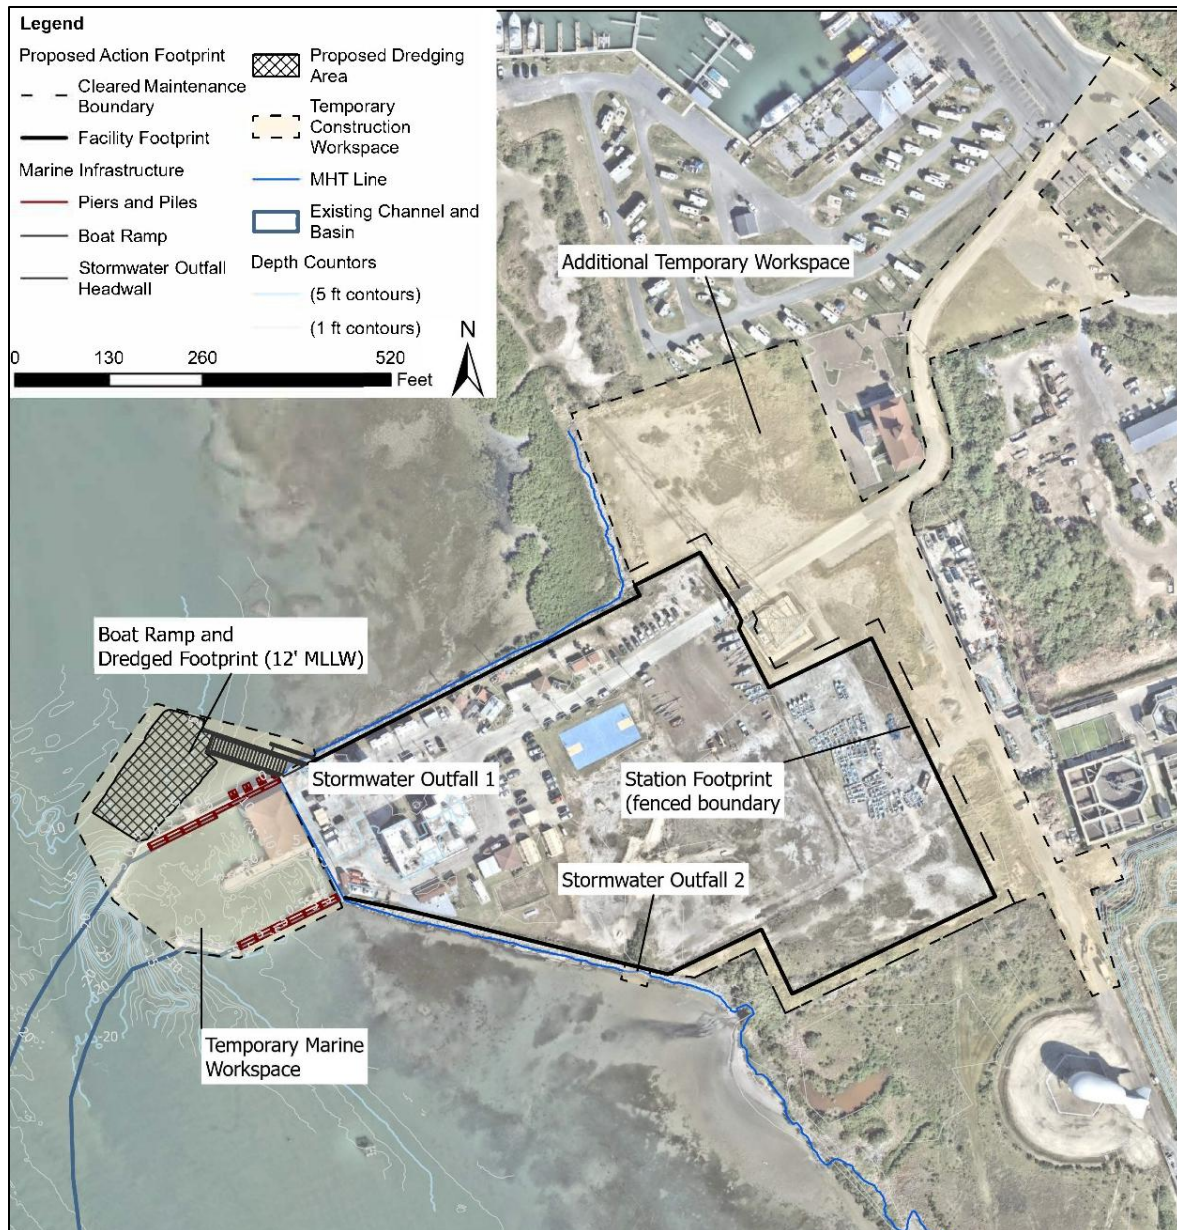 Legend
Proposed Action Footprint
Cleared Maintenance
Boundary
Facility Footprint
Marine Infrastructure
Piers and Piles
Boat Ramp
Stormwater Outfall
Headwall
Proposed Dredging
Area
Temporary
Construction
Workspace
MHT Line
Existing Channel and
Basin
Depth Countors
(5 ft contours)
(1 ft contours)
0 130 260 520
Feet
N
Additional Temporary Workspace
Boat Ramp and
Dredged Footprint (12' MLLW)
Stormwater Outfall 1
Station Footprint
(fenced boundary
Stormwater Outfall 2
Temporary Marine
Workspace
-10
-20